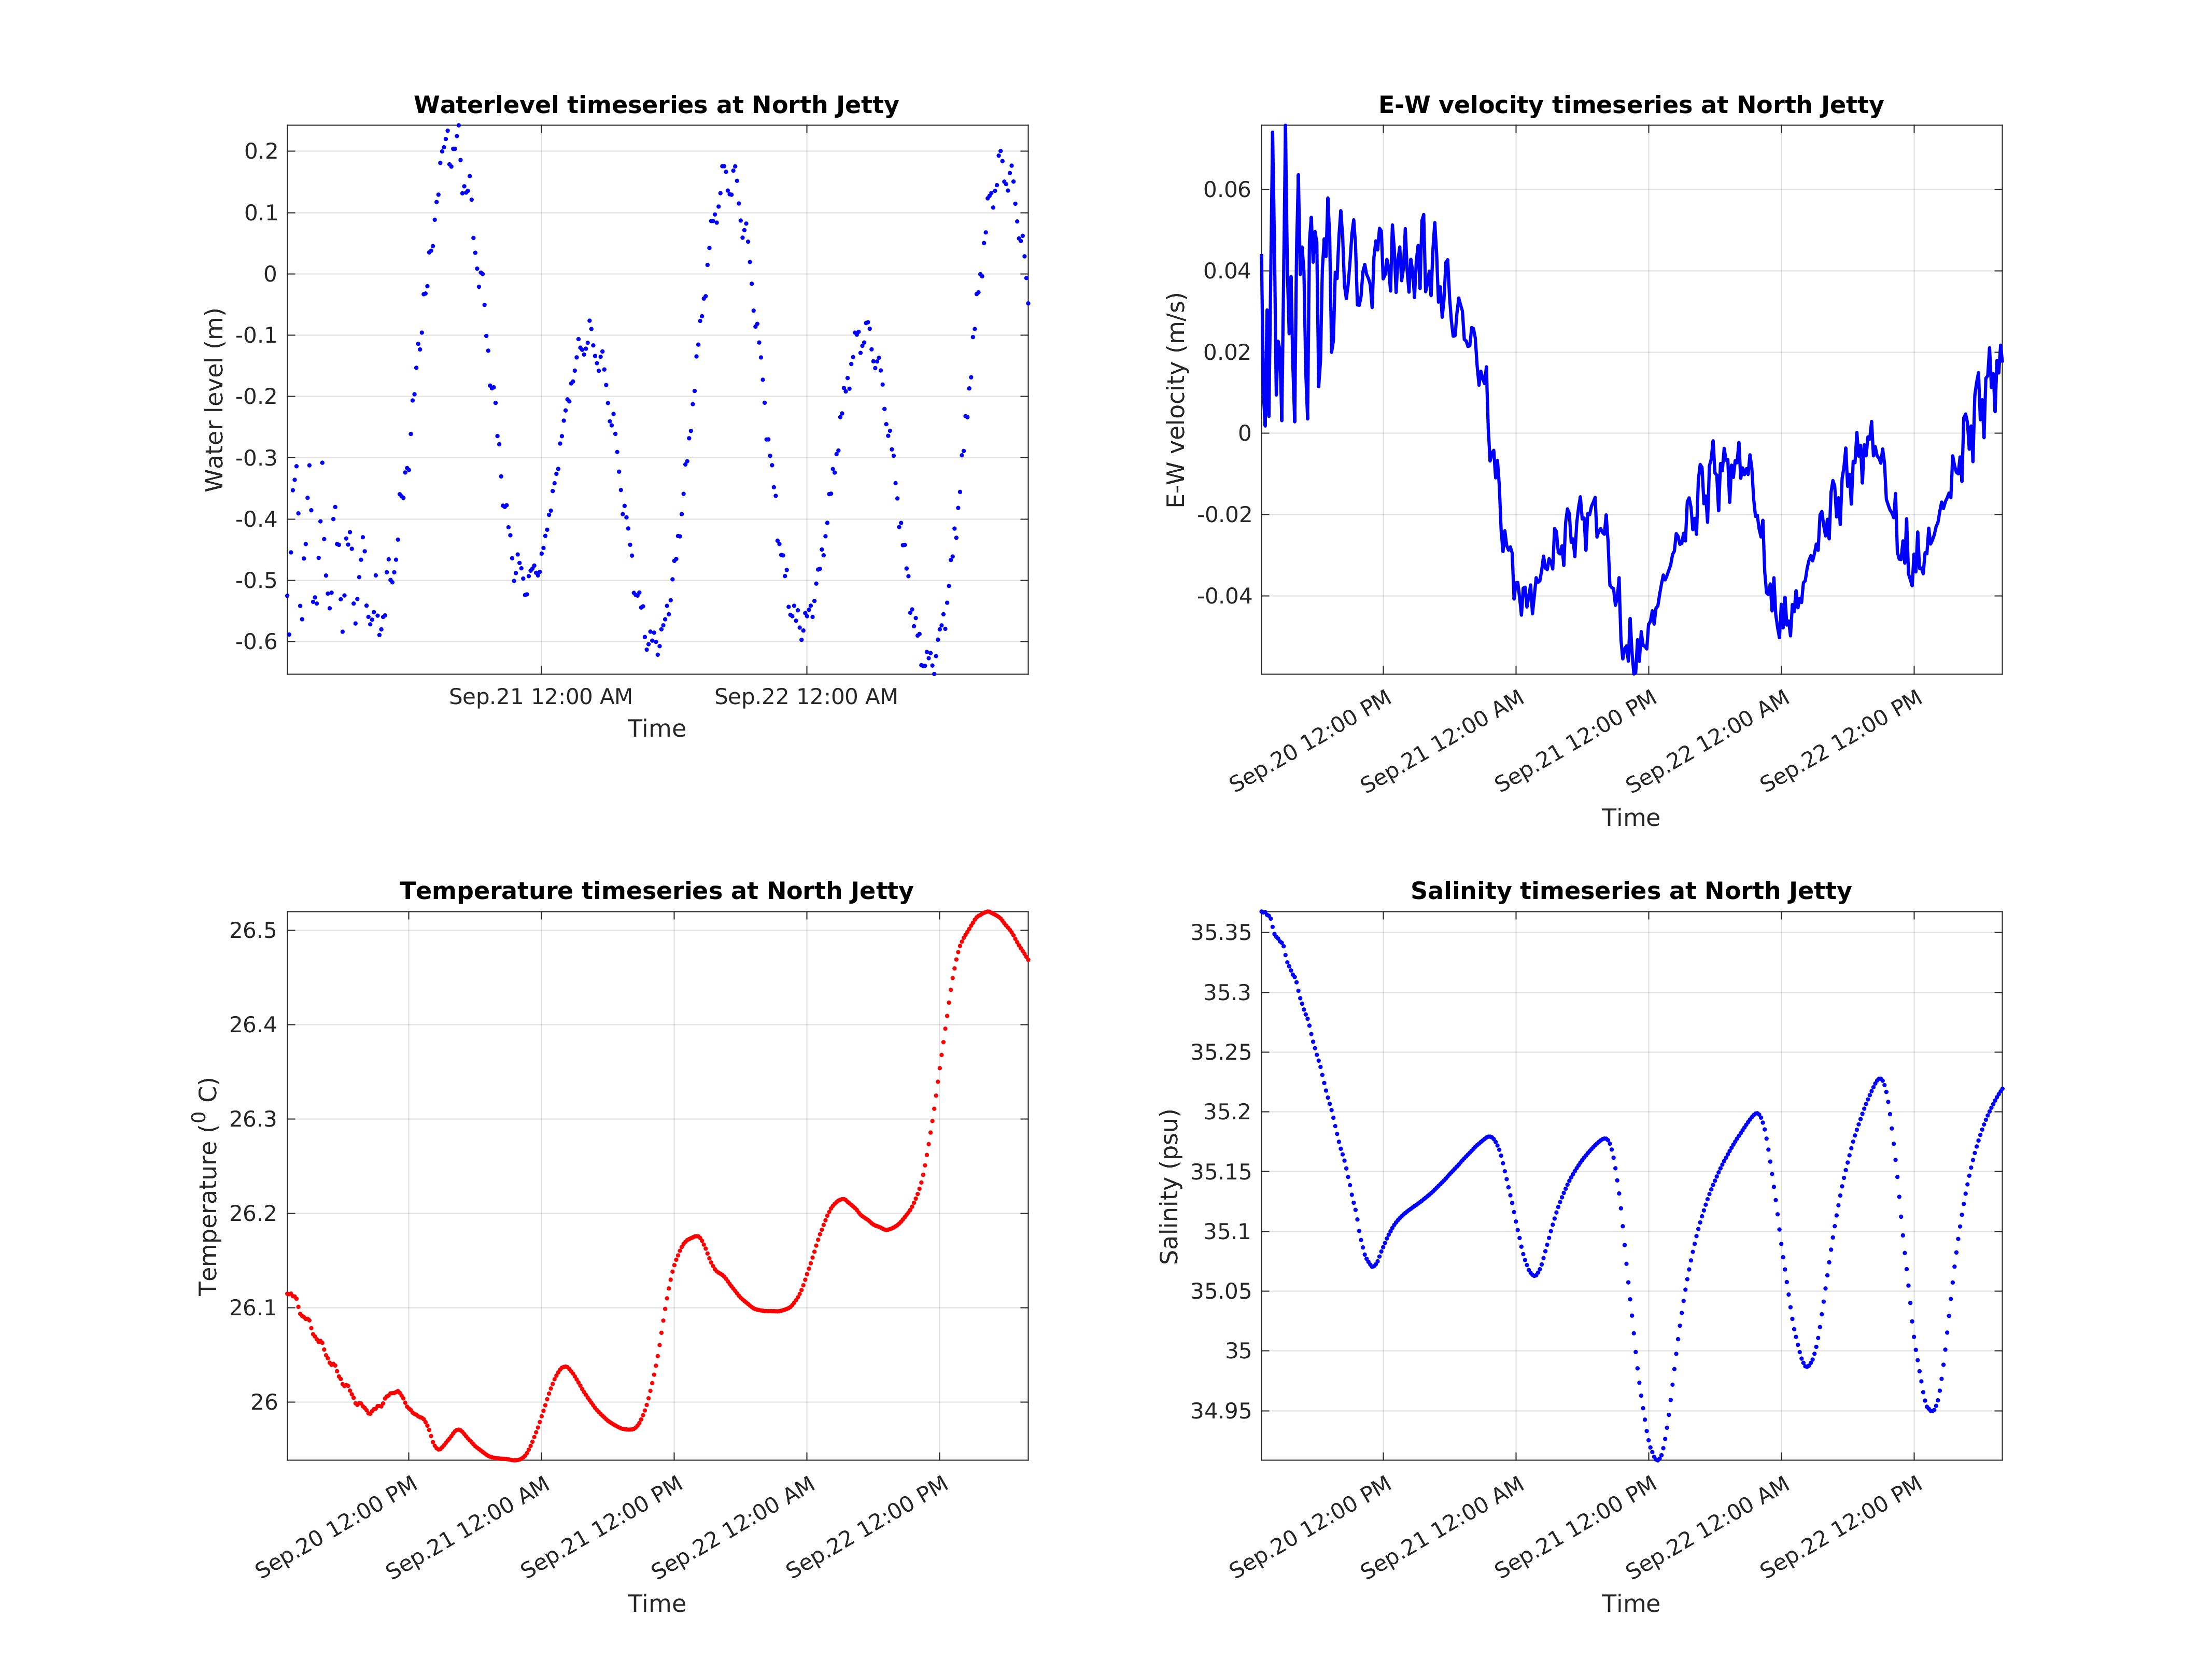 Waterlevel timeseries at North Jetty
0.2
0.1
0
-0.1
-0.2
-0.3
-0.4
-0.5
-0.6
Water level (m)
Sep.21 12:00 AM
Sep.22 12:00 AM
Time
E-W velocity timeseries at North Jetty
0.06
0.04
0.02
0
-0.02
-0.04
E-W velocity (m/s)
Sep.20 12:00 PM
Sep.21 12:00 AM
Sep.21 12:00 PM
Sep.22 12:00 AM
Sep.22 12:00 PM
Time
Temperature timeseries at North Jetty
26.5
26.4
26.3
26.2
26.1
26
Temperature (⁰ C)
Sep.20 12:00 PM
Sep.21 12:00 AM
Sep.21 12:00 PM
Sep.22 12:00 AM
Sep.22 12:00 PM
Time
Salinity timeseries at North Jetty
35.35
35.3
35.25
35.2
35.15
35.1
35.05
35
34.95
Salinity (psu)
Sep.20 12:00 PM
Sep.21 12:00 AM
Sep.21 12:00 PM
Sep.22 12:00 AM
Sep.22 12:00 PM
Time